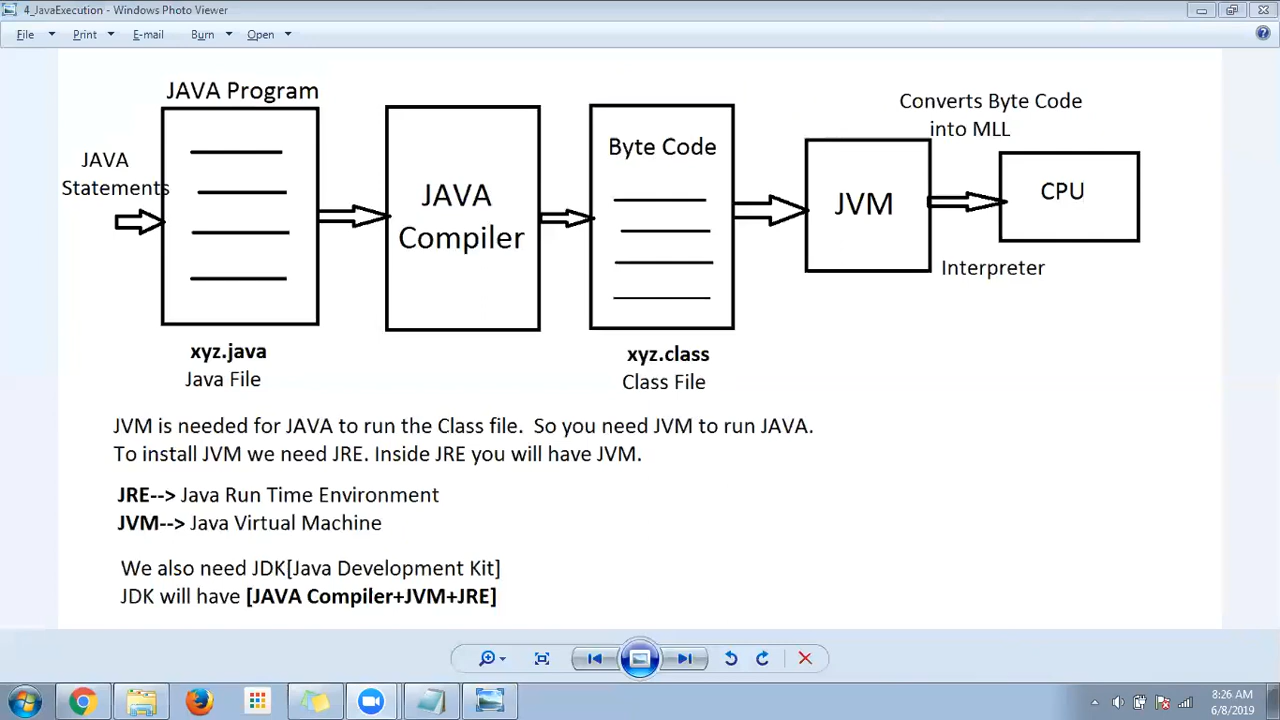 4_JavaExecution - Windows Photo Viewer
File Print E-mail Burn Open
JAVA Program
JAVA
Statements
JAVA
Compiler
Byte Code
JVM
Converts Byte Code
into MLL
CPU
Interpreter
xyz.java
Java File
xyz.class
Class File
JVM is needed for JAVA to run the Class file. So you need JVM to run JAVA.
To install JVM we need JRE. Inside JRE you will have JVM.
JRE--> Java Run Time Environment
JVM--> Java Virtual Machine
We also need JDK[Java Development Kit]
JDK will have [JAVA Compiler+JVM+JRE]
8:26 AM
6/8/2019